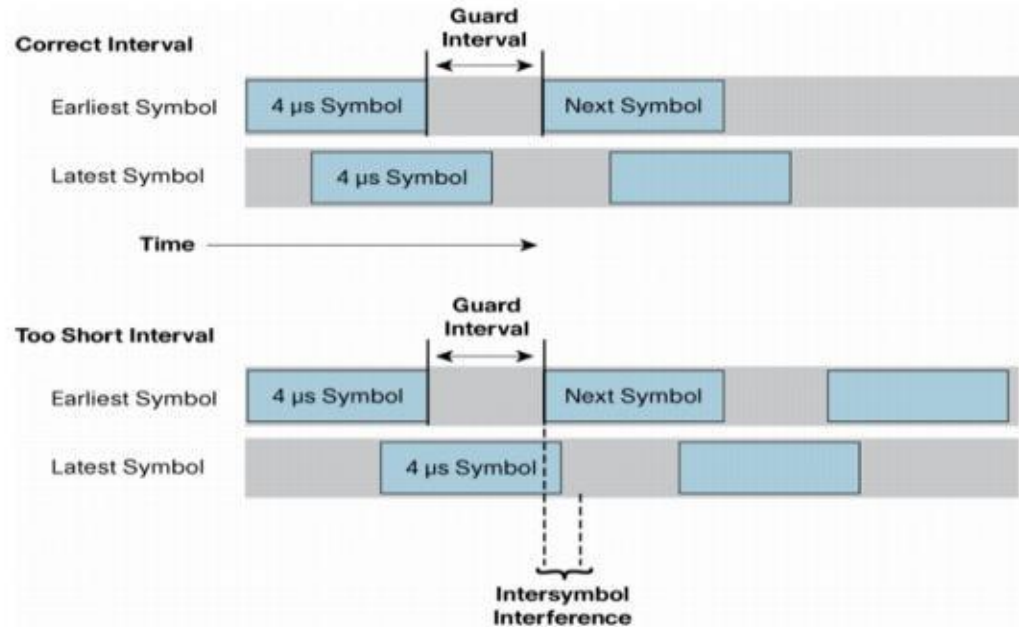 Guard
Interval
Correct Interval
Earliest Symbol
4 µs Symbol
Next Symbol
Latest Symbol
4 µs Symbol
Time
Guard
Interval
Too Short Interval
Earliest Symbol
4 µs Symbol
Next Symbol
Latest Symbol
4 µs Symbol
Intersymbol
Interference